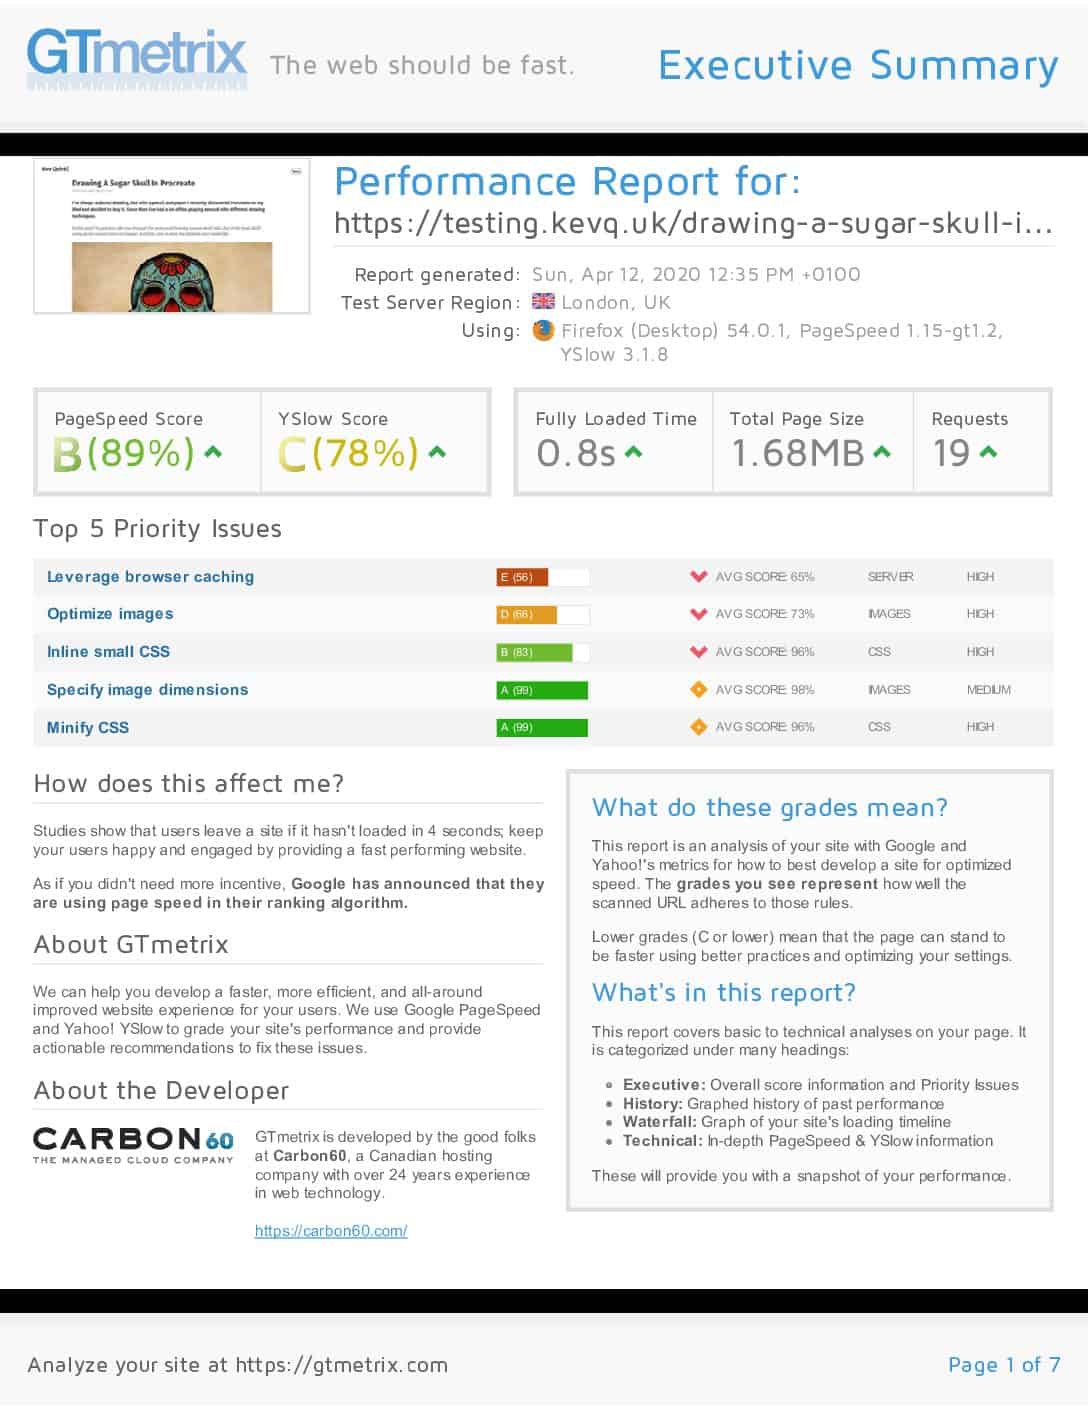 GTmetrix The web should be fast. Executive Summary
Kev Quirk
Drawing A Sugar Skull In Procreate
Performance Report for:
https://testing.kevq.uk/drawing-a-sugar-skull-i...
Report generated: Sun, Apr 12, 2020 12:35 PM +0100
Test Server Region: London, UK
Using: Firefox (Desktop) 54.0.1, PageSpeed 1.15-gt1.2,
YSlow 3.1.8
PageSpeed Score YSlow Score Fully Loaded Time Total Page Size Requests
B(89%) C(78%) 0.8s 1.68MB 19
Top 5 Priority Issues
Leverage browser caching E (56) AVG SCORE: 65% SERVER HIGH
Optimize images D (66) AVG SCORE: 73% IMAGES HIGH
Inline small CSS B (83) AVG SCORE: 96% CSS HIGH
Specify image dimensions A (99) AVG SCORE: 98% IMAGES MEDIUM
Minify CSS A (99) AVG SCORE: 96% CSS HIGH
How does this affect me?
Studies show that users leave a site if it hasn't loaded in 4 seconds; keep
your users happy and engaged by providing a fast performing website.
As if you didn't need more incentive, Google has announced that they
are using page speed in their ranking algorithm.
About GTmetrix
We can help you develop a faster, more efficient, and all-around
improved website experience for your users. We use Google PageSpeed
and Yahoo! YSlow to grade your site's performance and provide
actionable recommendations to fix these issues.
About the Developer
CARBON60
THE MANAGED CLOUD COMPANY
GTmetrix is developed by the good folks
at Carbon60, a Canadian hosting
company with over 24 years experience
in web technology.
https://carbon60.com/
What do these grades mean?
This report is an analysis of your site with Google and
Yahoo!'s metrics for how to best develop a site for optimized
speed. The grades you see represent how well the
scanned URL adheres to those rules.
Lower grades (C or lower) mean that the page can stand to
be faster using better practices and optimizing your settings.
What's in this report?
This report covers basic to technical analyses on your page. It
is categorized under many headings:
• Executive: Overall score information and Priority Issues
• History: Graphed history of past performance
• Waterfall: Graph of your site's loading timeline
• Technical: In-depth PageSpeed & YSlow information
These will provide you with a snapshot of your performance.
Analyze your site at https://gtmetrix.com Page 1 of 7